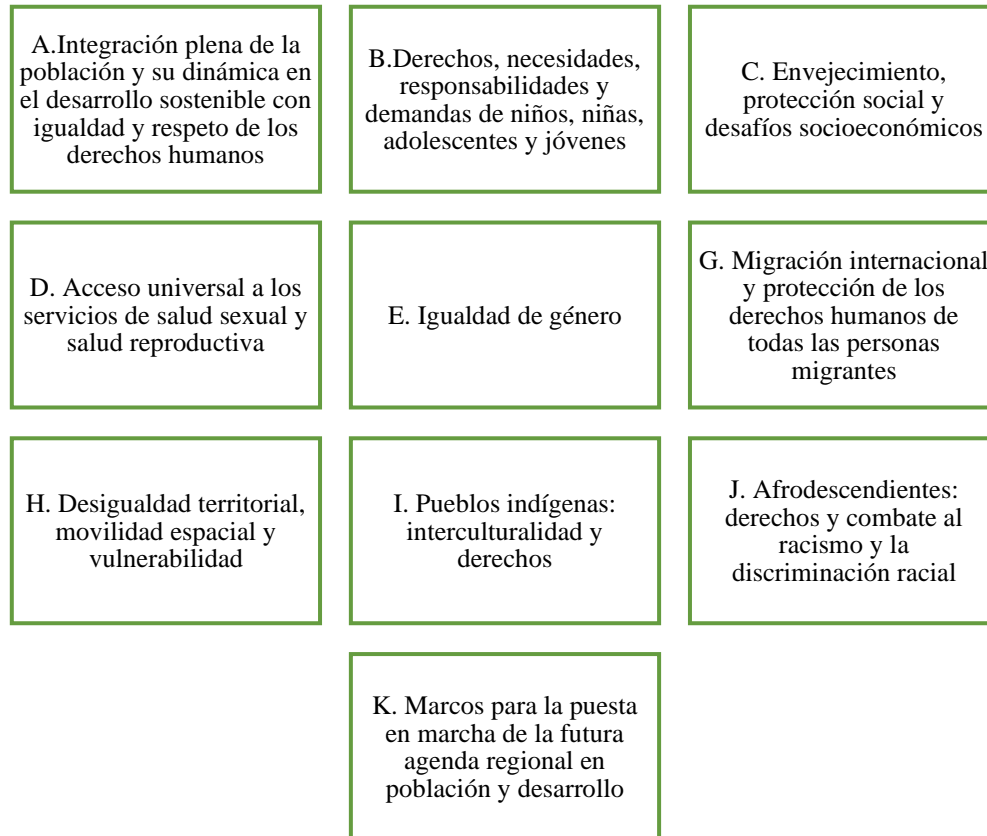 A.Integración plena de la
población y su dinámica en
el desarrollo sostenible con
igualdad y respeto de los
derechos humanos
B.Derechos, necesidades,
responsabilidades y
demandas de niños, niñas,
adolescentes y jóvenes
C. Envejecimiento,
protección social y
desafíos socioeconómicos
D. Acceso universal a los
servicios de salud sexual y
salud reproductiva
E. Igualdad de género
G. Migración internacional
y protección de los
derechos humanos de
todas las personas
migrantes
H. Desigualdad territorial,
movilidad espacial y
vulnerabilidad
I. Pueblos indígenas:
interculturalidad y
derechos
J. Afrodescendientes:
derechos y combate al
racismo y la
discriminación racial
K. Marcos para la puesta
en marcha de la futura
agenda regional en
población y desarrollo